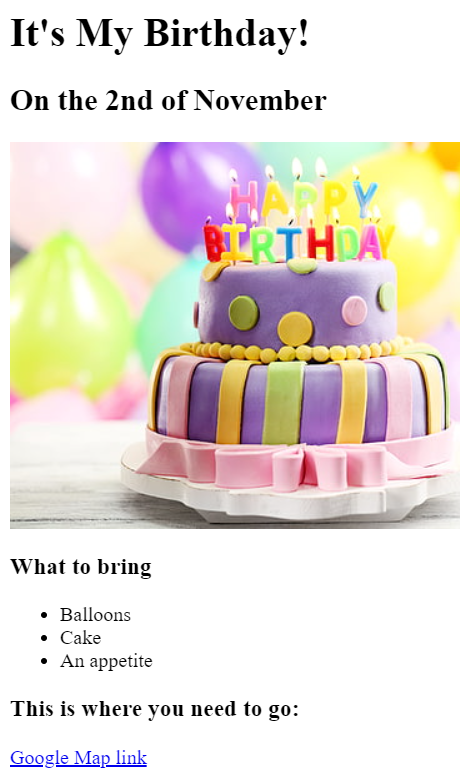 It's My Birthday!
On the 2nd of November
HAPPY
BIRTHDAY
What to bring
Balloons
Cake
An appetite
This is where you need to go:
Google Map link